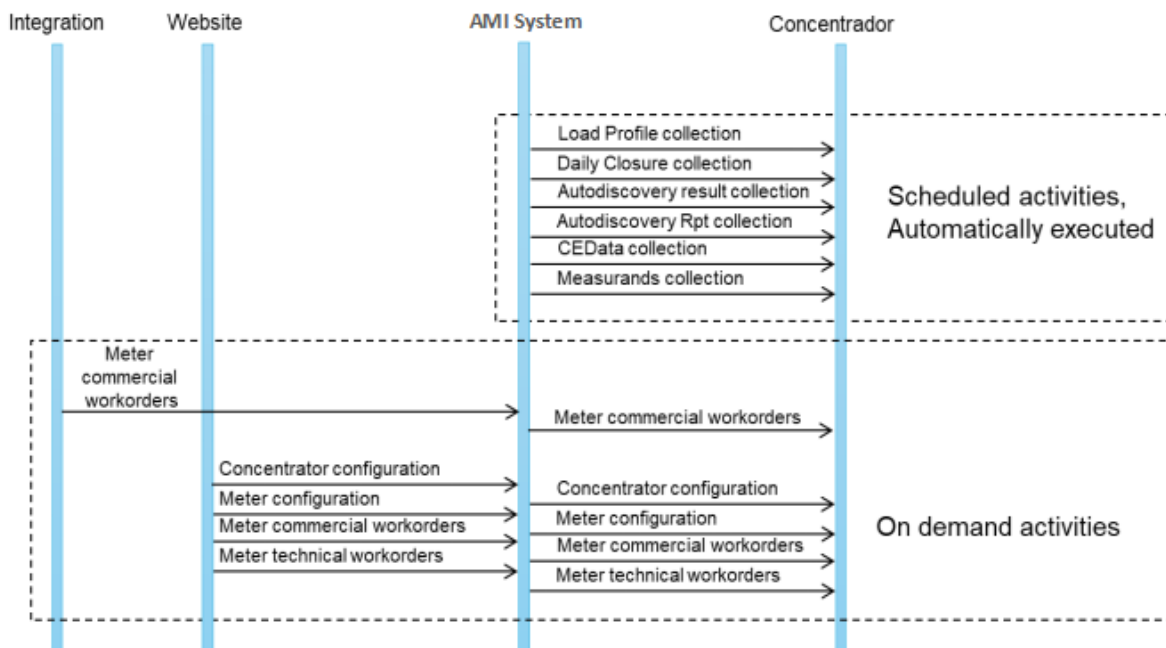 Integration
Website
AMI System
Concentrador
Load Profile collection
Daily Closure collection
Autodiscovery result collection
Autodiscovery Rpt collection
CEData collection
Measurands collection
Scheduled activities,
Automatically executed
Meter
commercial
workorders
Meter commercial workorders
Concentrator configuration
Meter configuration
Meter commercial workorders
Meter technical workorders
Concentrator configuration
Meter configuration
Meter commercial workorders
Meter technical workorders
On demand activities